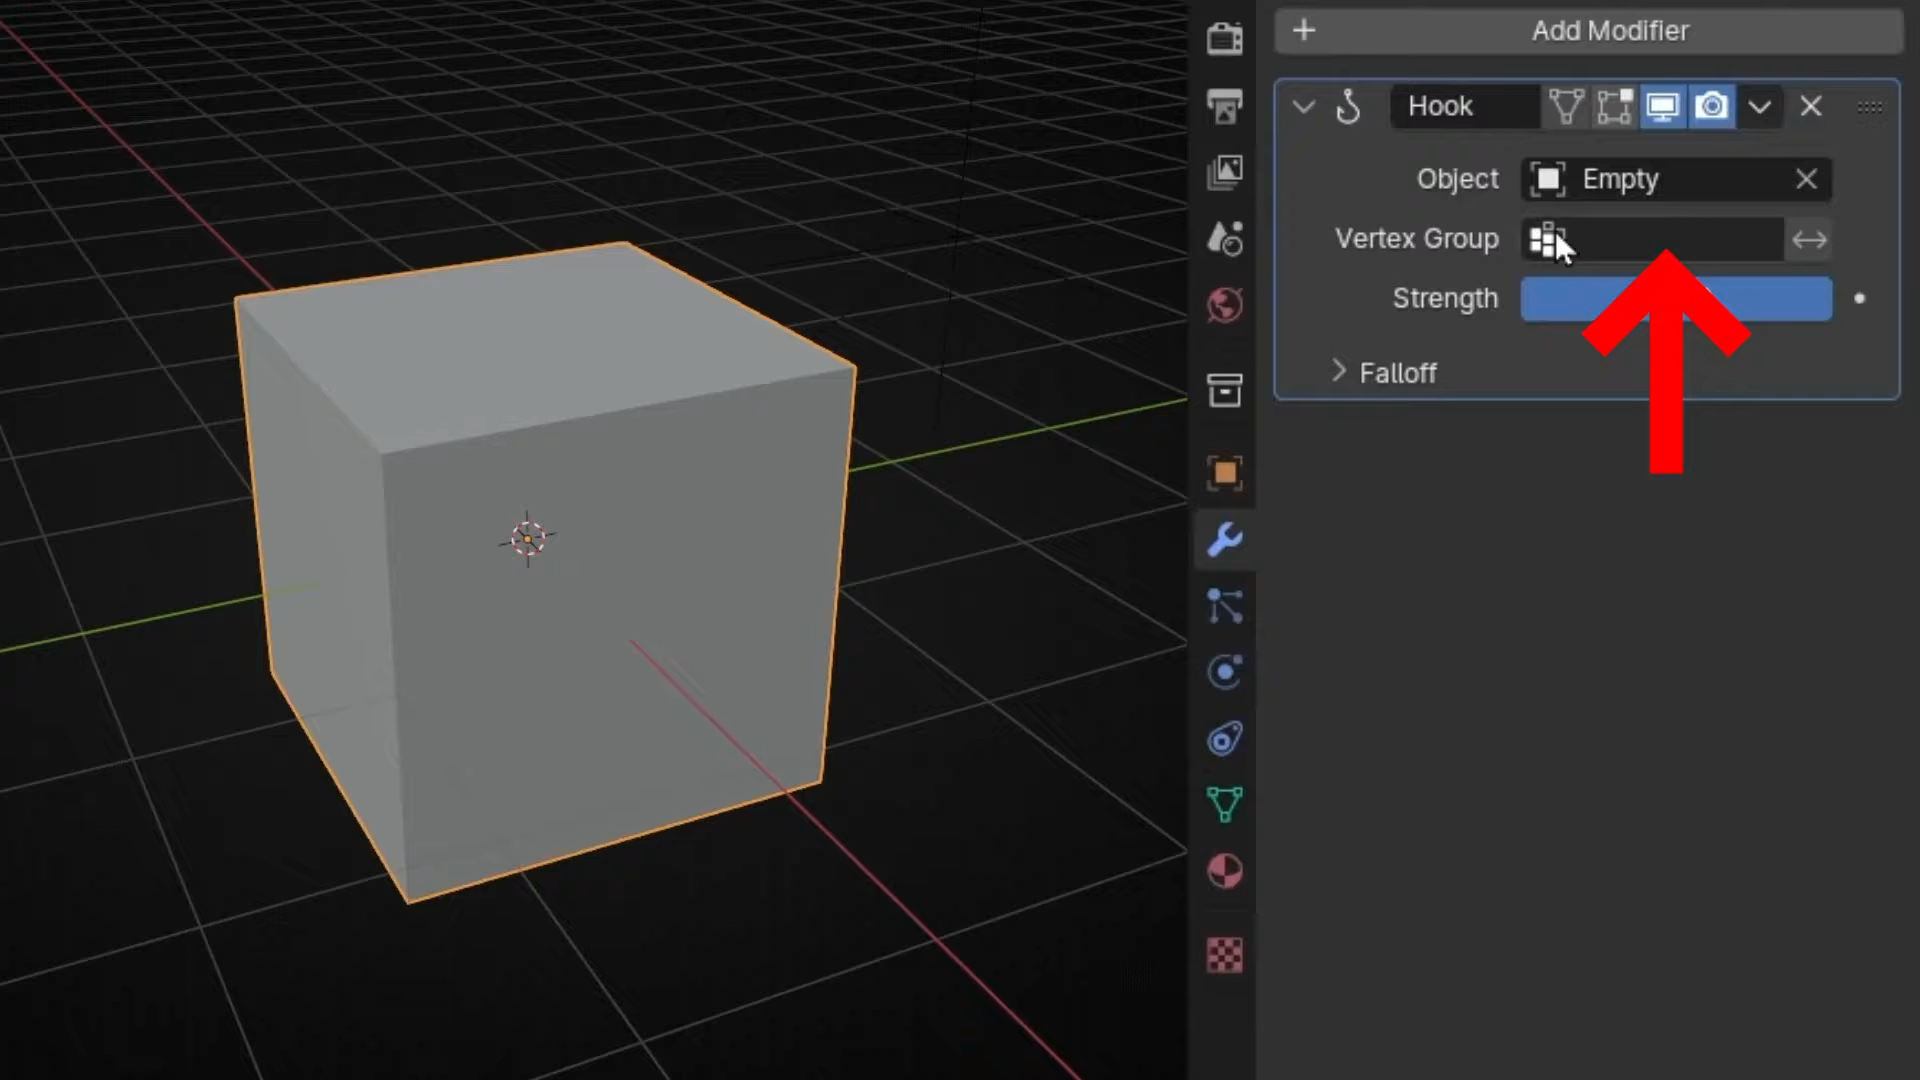 Add Modifier
Hook
Object Empty
Vertex Group
Strength
Falloff